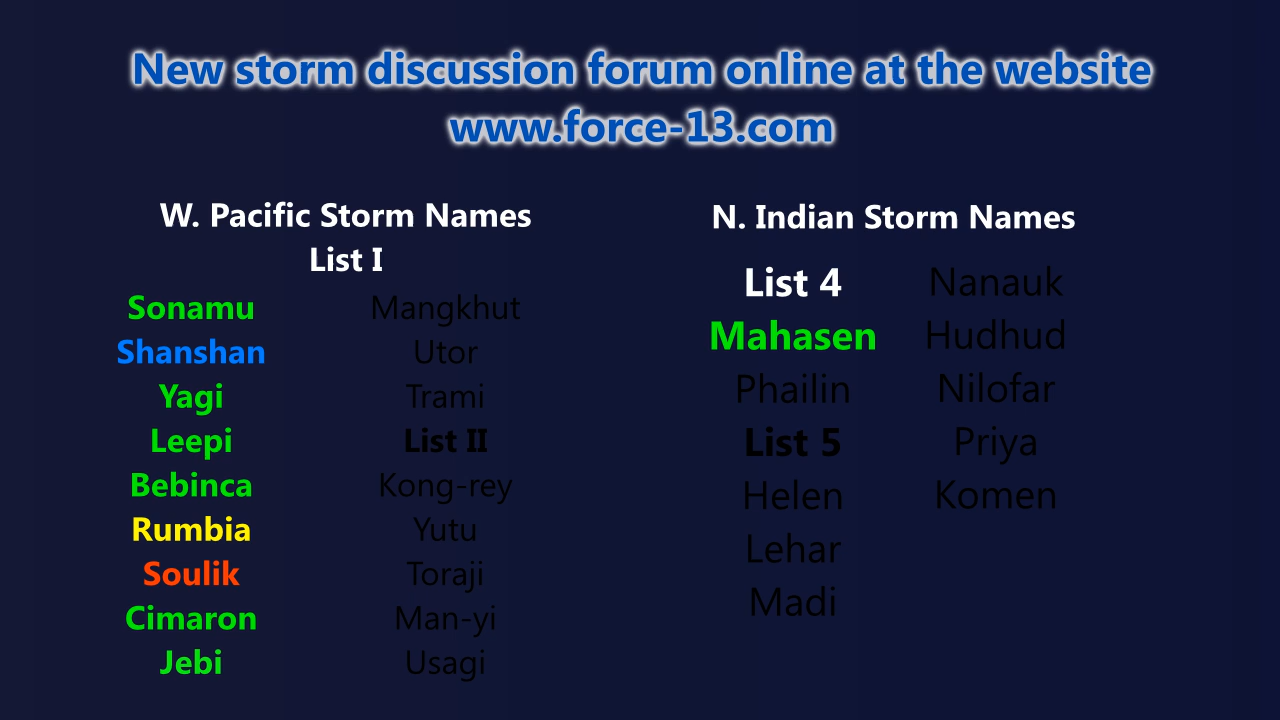 New storm discussion forum online at the website
www.force-13.com
W. Pacific Storm Names
List I
Sonamu
Shanshan
Yagi
Leepi
Bebinca
Rumbia
Soulik
Cimaron
Jebi
Mangkhut
Utor
Trami
List II
Kong-rey
Yutu
Toraji
Man-yi
Usagi
N. Indian Storm Names
List 4
Mahasen
Phailin
List 5
Helen
Lehar
Madi
Nanauk
Hudhud
Nilofar
Priya
Komen